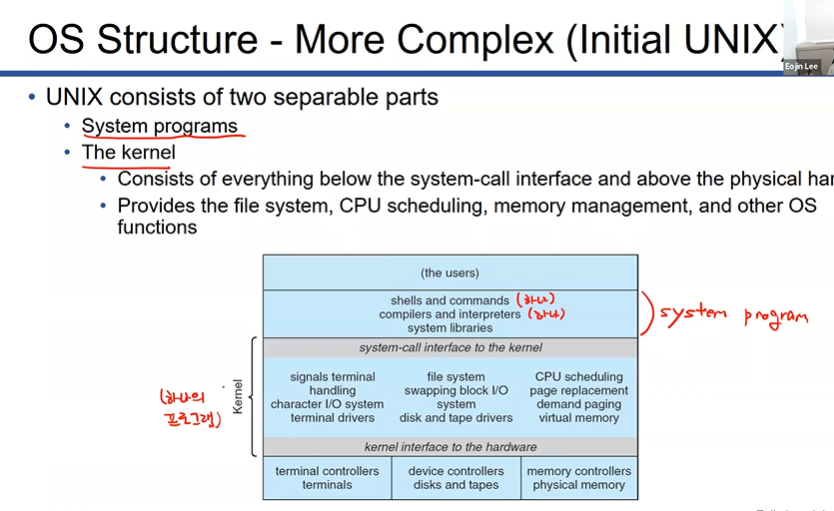 OS Structure - More Complex (Initial UNIX)
Eojin Lee
• UNIX consists of two separable parts
• System programs
• The kernel
• Consists of everything below the system-call interface and above the physical har
• Provides the file system, CPU scheduling, memory management, and other OS
functions
(the users)
shells and commands (하나)
compilers and interpreters (하나)
system libraries
system program
system-call interface to the kernel
Kernel
(하나의
프로그램)
signals terminal
handling
character I/O system
terminal drivers
file system
swapping block I/O
system
disk and tape drivers
CPU scheduling
page replacement
demand paging
virtual memory
kernel interface to the hardware
terminal controllers
terminals
device controllers
disks and tapes
memory controllers
physical memory